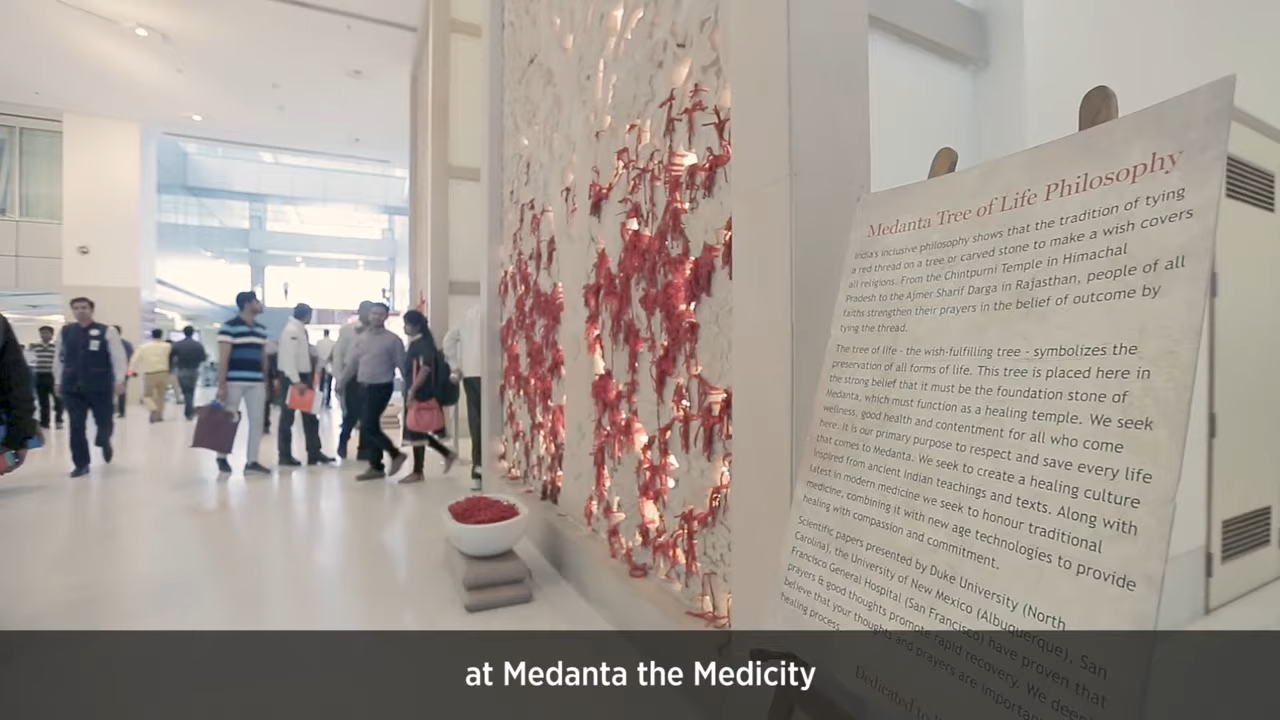 Medanta Tree of Life Philosophy
India's inclusive philosophy shows that the tradition of tying
a red thread on a tree or carved stone to make a wish covers
all religions. From the Chintpurni Temple in Himachal
Pradesh to the Ajmer Sharif Darga in Rajasthan, people of all
faiths strengthen their prayers in the belief of outcome by
tying the thread.
The tree of life - the wish-fulfilling tree - symbolizes the
preservation of all forms of life. This tree is placed here in
the strong belief that it must be the foundation stone of
Medanta, which must function as a healing temple. We seek
wellness, good health and contentment for all who come
here. It is our primary purpose to respect and save every life
that comes to Medanta. We seek to create a healing culture
inspired from ancient Indian teachings and texts. Along with
latest in modern medicine we seek to honour traditional
medicine, combining it with new age technologies to provide
healing with compassion and commitment.
Scientific papers presented by Duke University (North
Carolina), the University of New Mexico (Albuquerque), San
Francisco General Hospital (San Francisco) have proven that
prayers & good thoughts promote rapid recovery. We
believe that your thoughts and prayers are
healing process.
Dedicated
at Medanta the Medicity